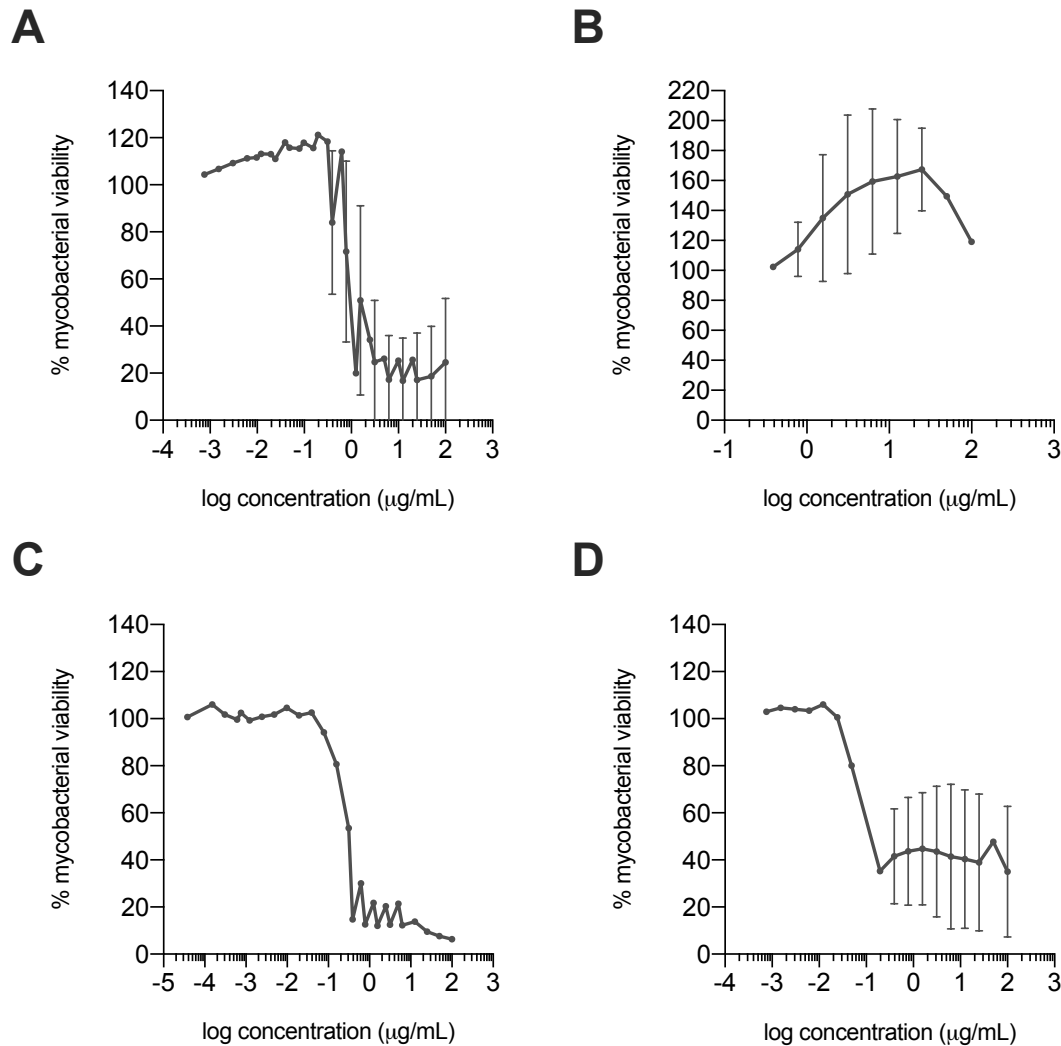 A
% mycobacterial viability
140
120
100
80
60
40
20
0
-4 -3 -2 -1 0 1 2 3
log concentration (μg/mL)
B
% mycobacterial viability
220
200
180
160
140
120
100
80
60
40
20
0
-1 0 1 2 3
log concentration (μg/mL)
C
% mycobacterial viability
140
120
100
80
60
40
20
0
-5 -4 -3 -2 -1 0 1 2 3
log concentration (μg/mL)
D
% mycobacterial viability
140
120
100
80
60
40
20
0
-4 -3 -2 -1 0 1 2 3
log concentration (μg/mL)